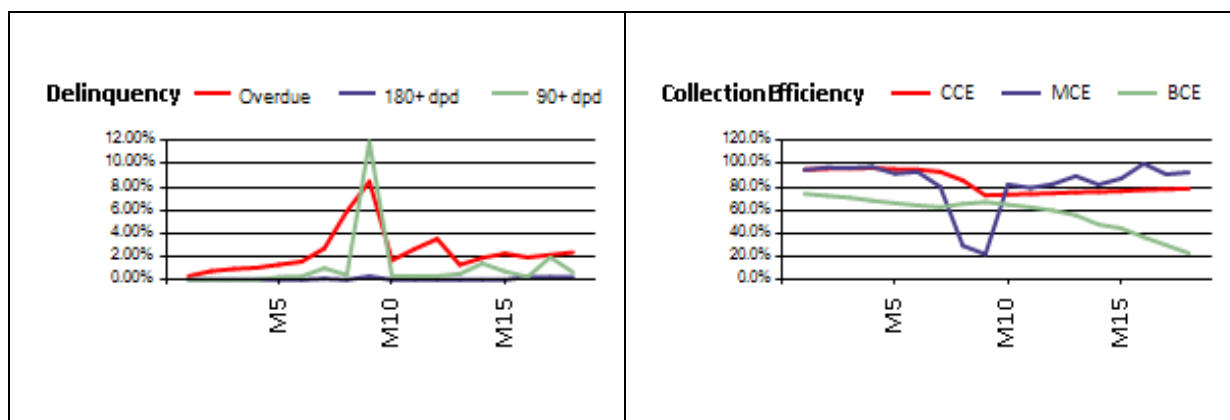 Delinquency Overdue 180+ dpd 90+ dpd
12.00%
10.00%
8.00%
6.00%
4.00%
2.00%
0.00%
M5
M10
M15
Collection Efficiency CCE MCE BCE
120.0%
100.0%
80.0%
60.0%
40.0%
20.0%
0.0%
M5
M10
M15